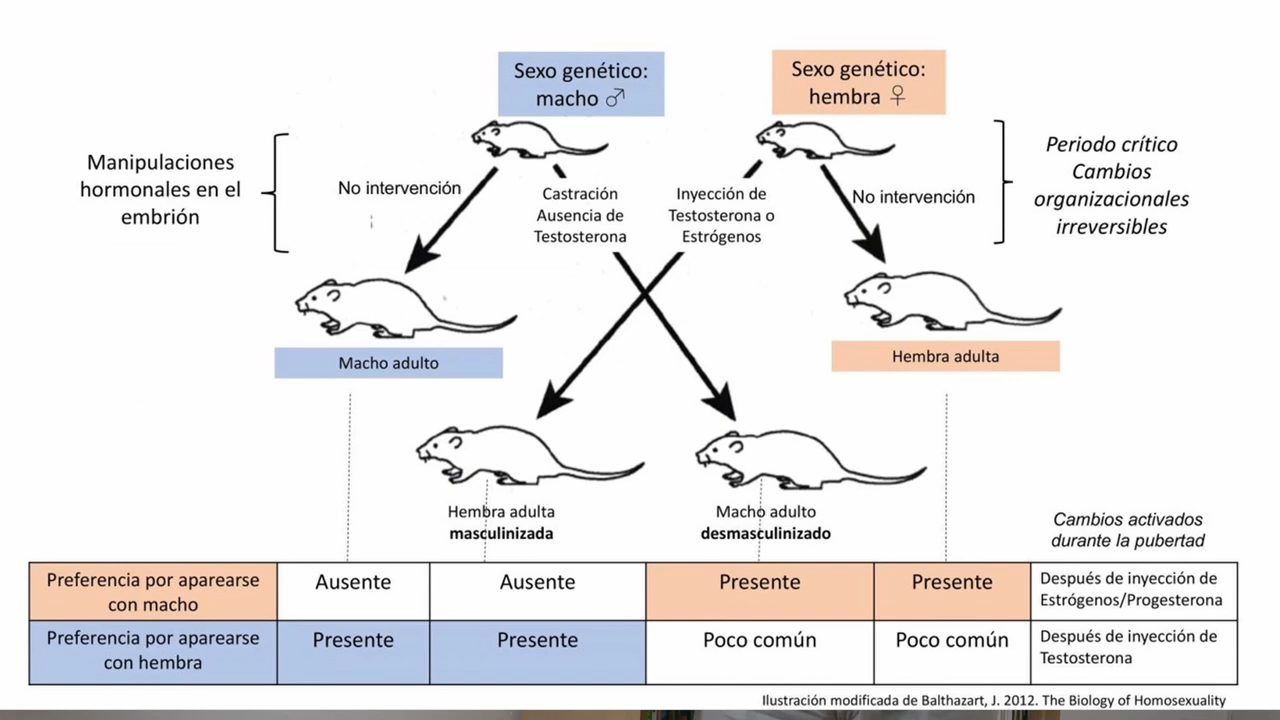 Sexo genético:
macho ♂
Sexo genético:
hembra ♀
Manipulaciones
hormonales en el
embrión
No intervención
Castración
Ausencia de
Testosterona
Inyección de
Testosterona o
Estrógenos
No intervención
Periodo crítico
Cambios
organizacionales
irreversibles
Macho adulto
Hembra adulta
Hembra adulta
masculinizada
Macho adulto
desmasculinizado
Cambios activados
durante la pubertad
Preferencia por aparearse
con macho
Ausente
Ausente
Presente
Presente
Después de inyección de
Estrógenos/Progesterona
Preferencia por aparearse
con hembra
Presente
Presente
Poco común
Poco común
Después de inyección de
Testosterona
Ilustración modificada de Balthazart, J. 2012. The Biology of Homosexuality